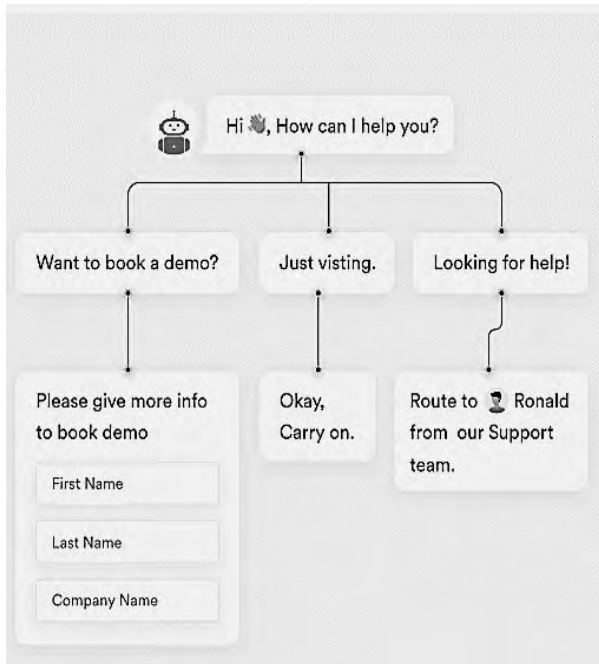 Hi 👋, How can I help you?
Want to book a demo?
Just visting.
Looking for help!
Please give more info
to book demo
First Name
Last Name
Company Name
Okay,
Carry on.
Route to Ronald
from our Support
team.